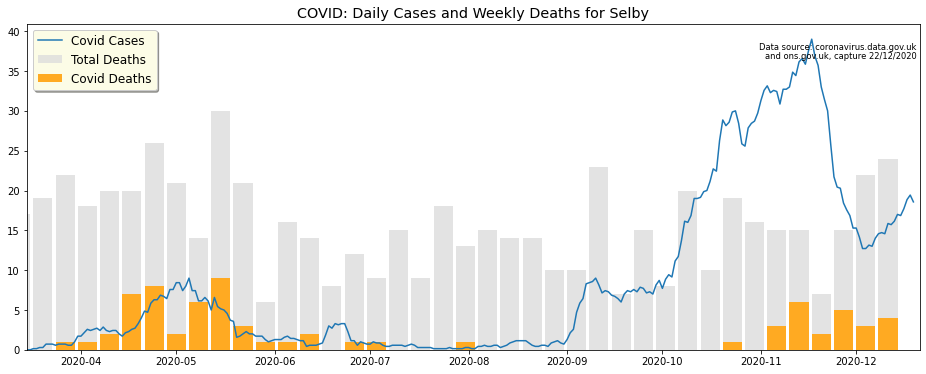 COVID: Daily Cases and Weekly Deaths for Selby
Covid Cases
Total Deaths
Covid Deaths
Data source: coronavirus.data.gov.uk
and ons.gov.uk, capture 22/12/2020
40
35
30
25
20
15
10
5
0
2020-04 2020-05 2020-06 2020-07 2020-08 2020-09 2020-10 2020-11 2020-12